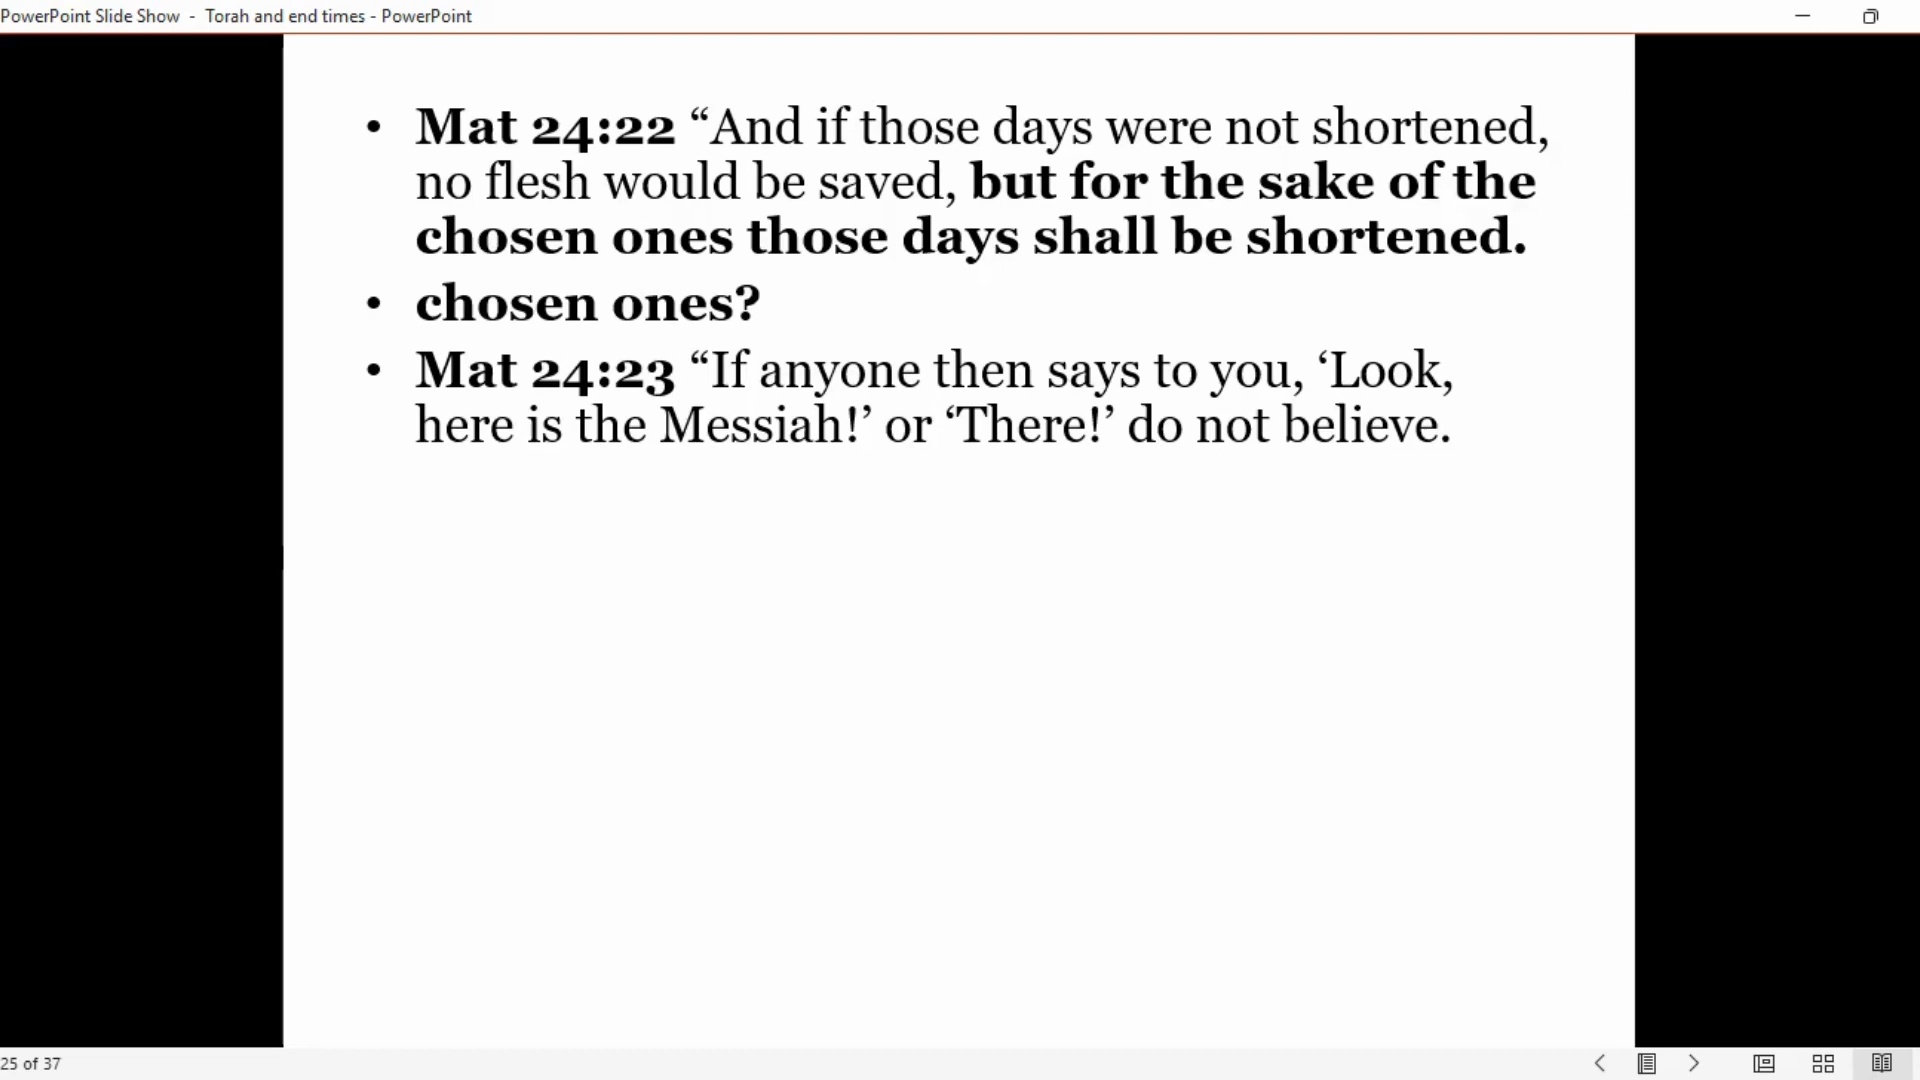 PowerPoint Slide Show - Torah and end times - PowerPoint
• Mat 24:22 “And if those days were not shortened,
no flesh would be saved, but for the sake of the
chosen ones those days shall be shortened.
• chosen ones?
• Mat 24:23 “If anyone then says to you, ‘Look,
here is the Messiah!’ or ‘There!’ do not believe.
25 of 37